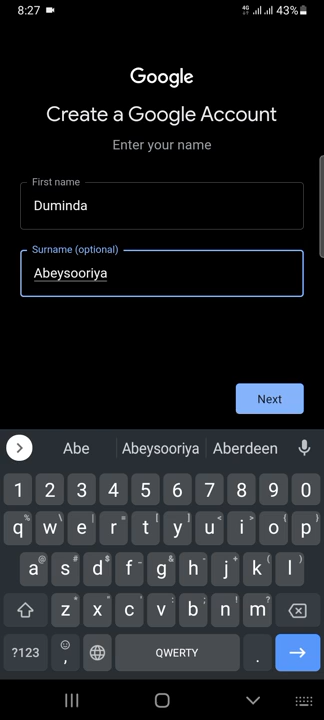 8:27 4G 43%
Google
Create a Google Account
Enter your name
First name
Duminda
Surname (optional)
Abeysooriya
Next
Abe Abeysooriya Aberdeen
1 2 3 4 5 6 7 8 9 0
q w e r t y u i o p
a s d f g h j k l
z x c v b n m
?123 , QWERTY .